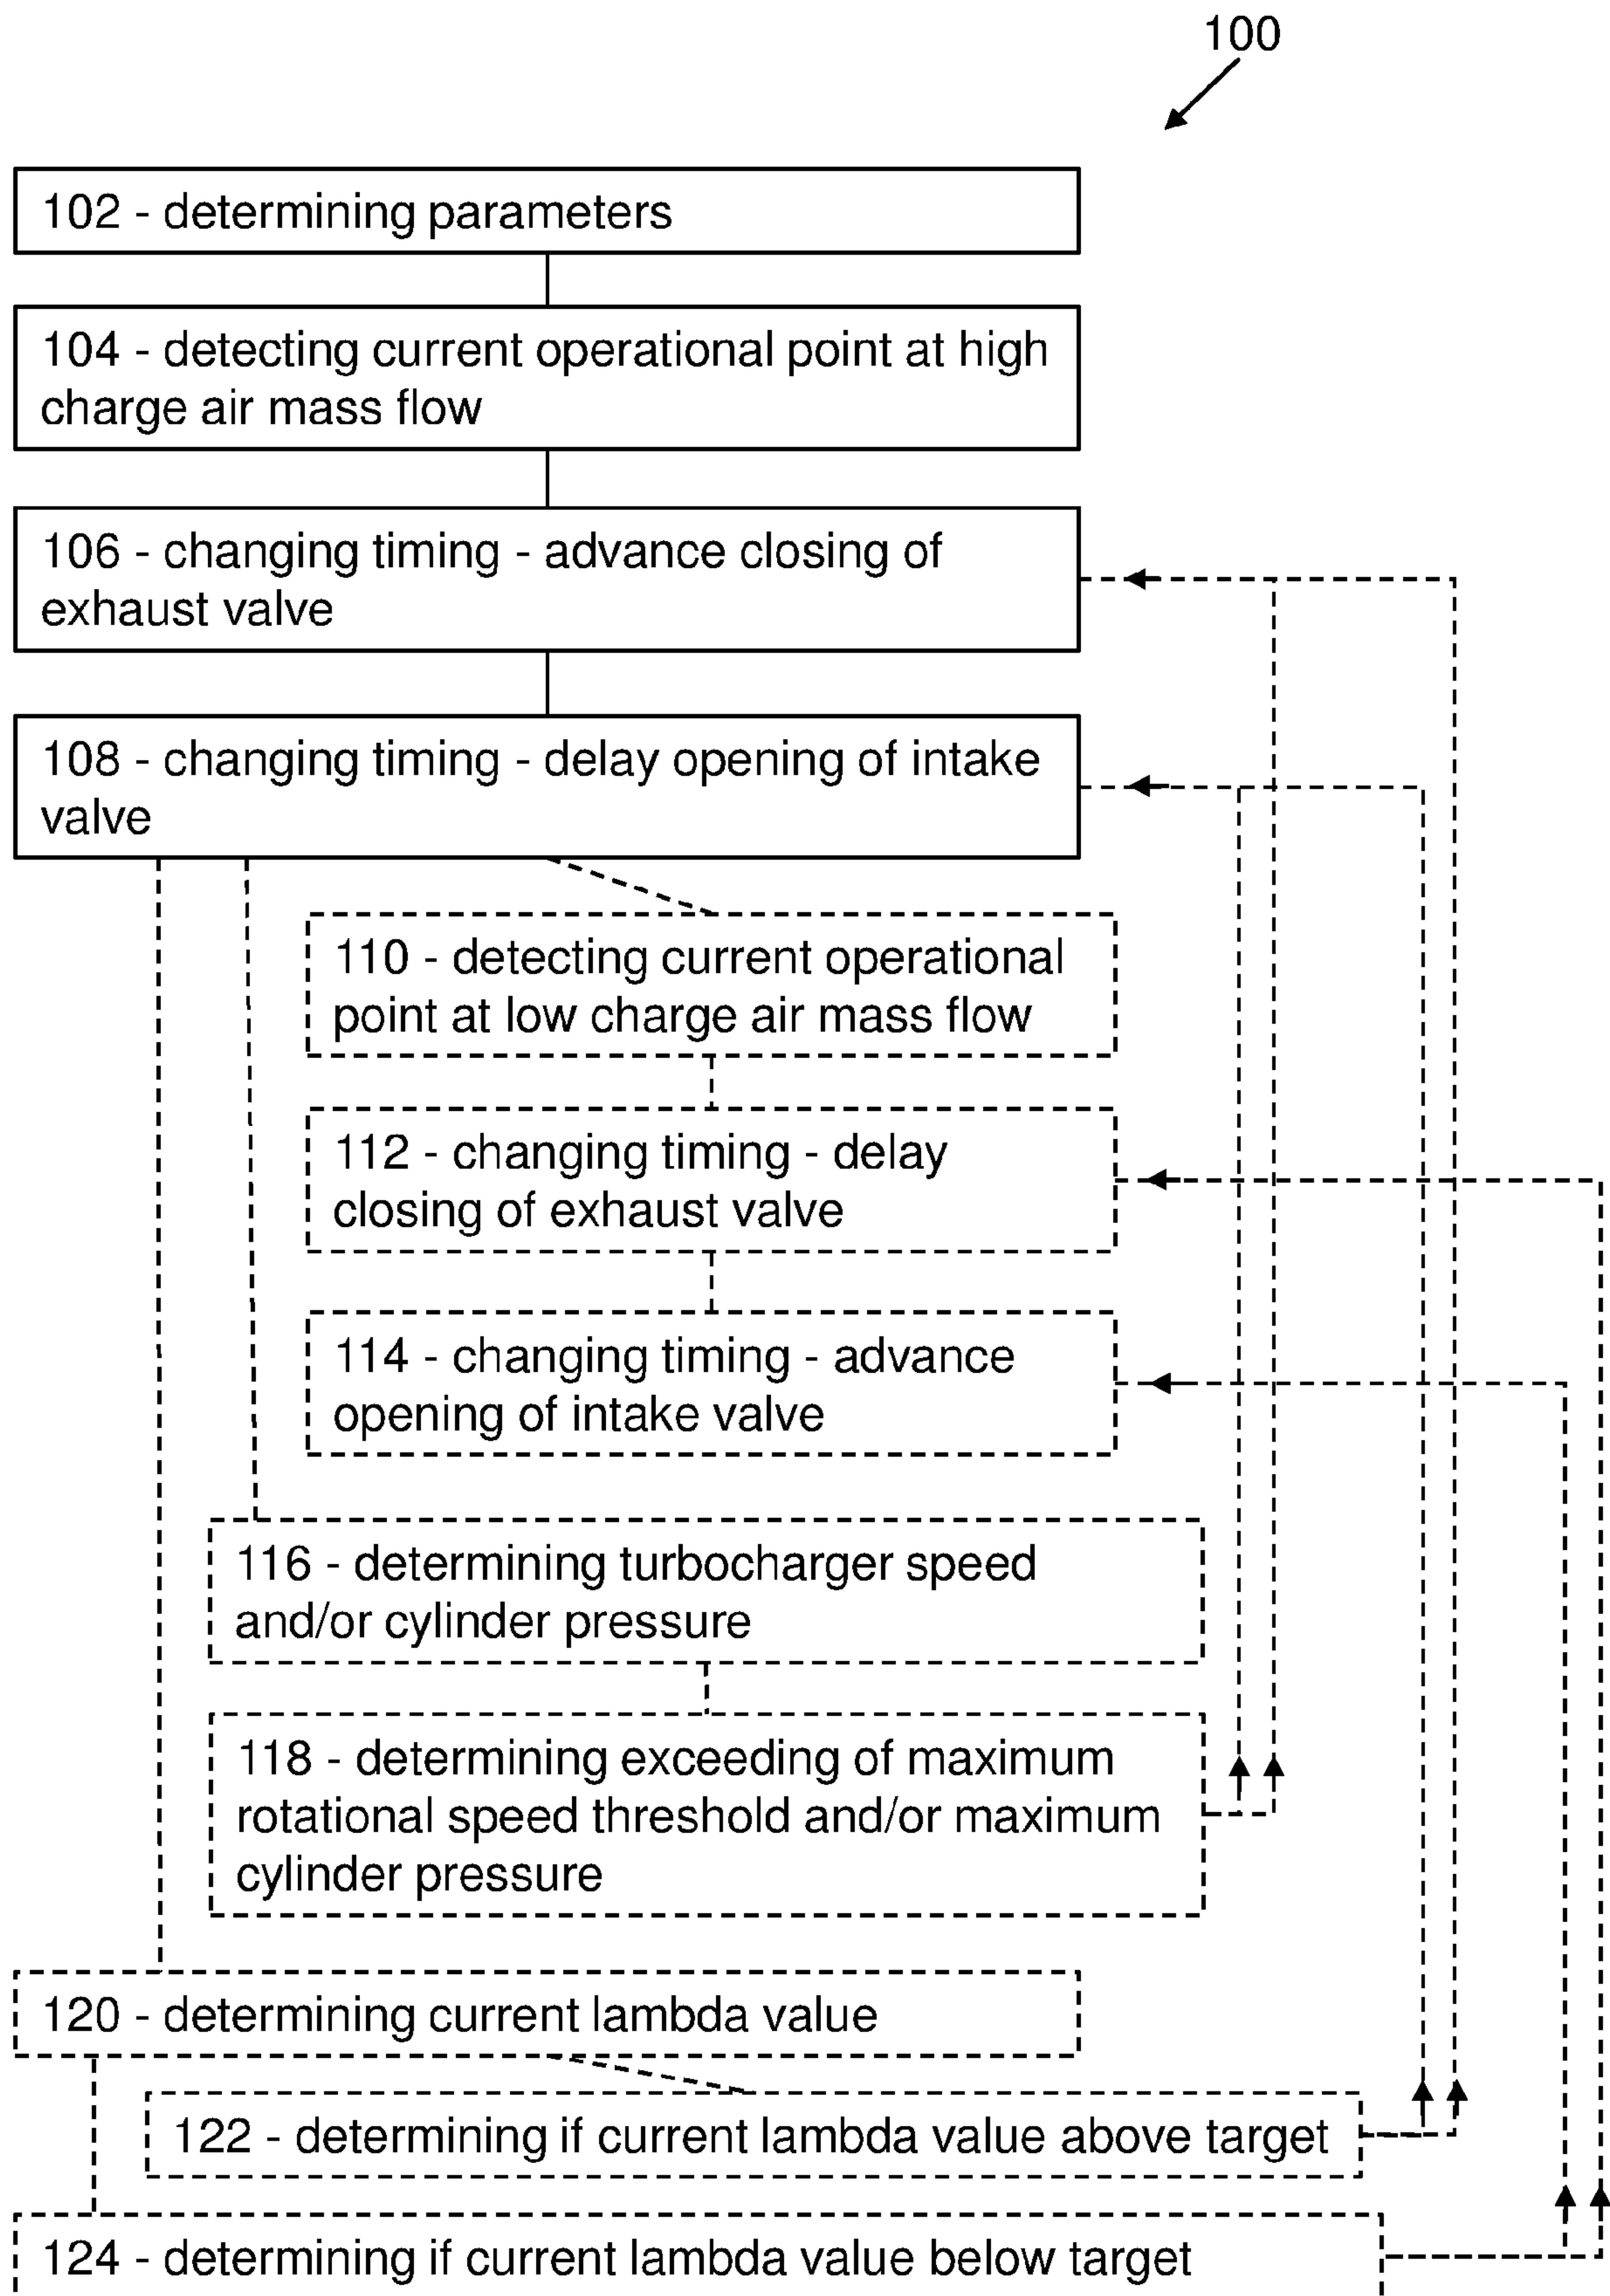 100
102 - determining parameters
104 - detecting current operational point at high
charge air mass flow
106 - changing timing - advance closing of
exhaust valve
108 - changing timing - delay opening of intake
valve
110 - detecting current operational
point at low charge air mass flow
112 - changing timing - delay
closing of exhaust valve
114 - changing timing - advance
opening of intake valve
116 - determining turbocharger speed
and/or cylinder pressure
118 - determining exceeding of maximum
rotational speed threshold and/or maximum
cylinder pressure
120 - determining current lambda value
122 - determining if current lambda value above target
124 - determining if current lambda value below target